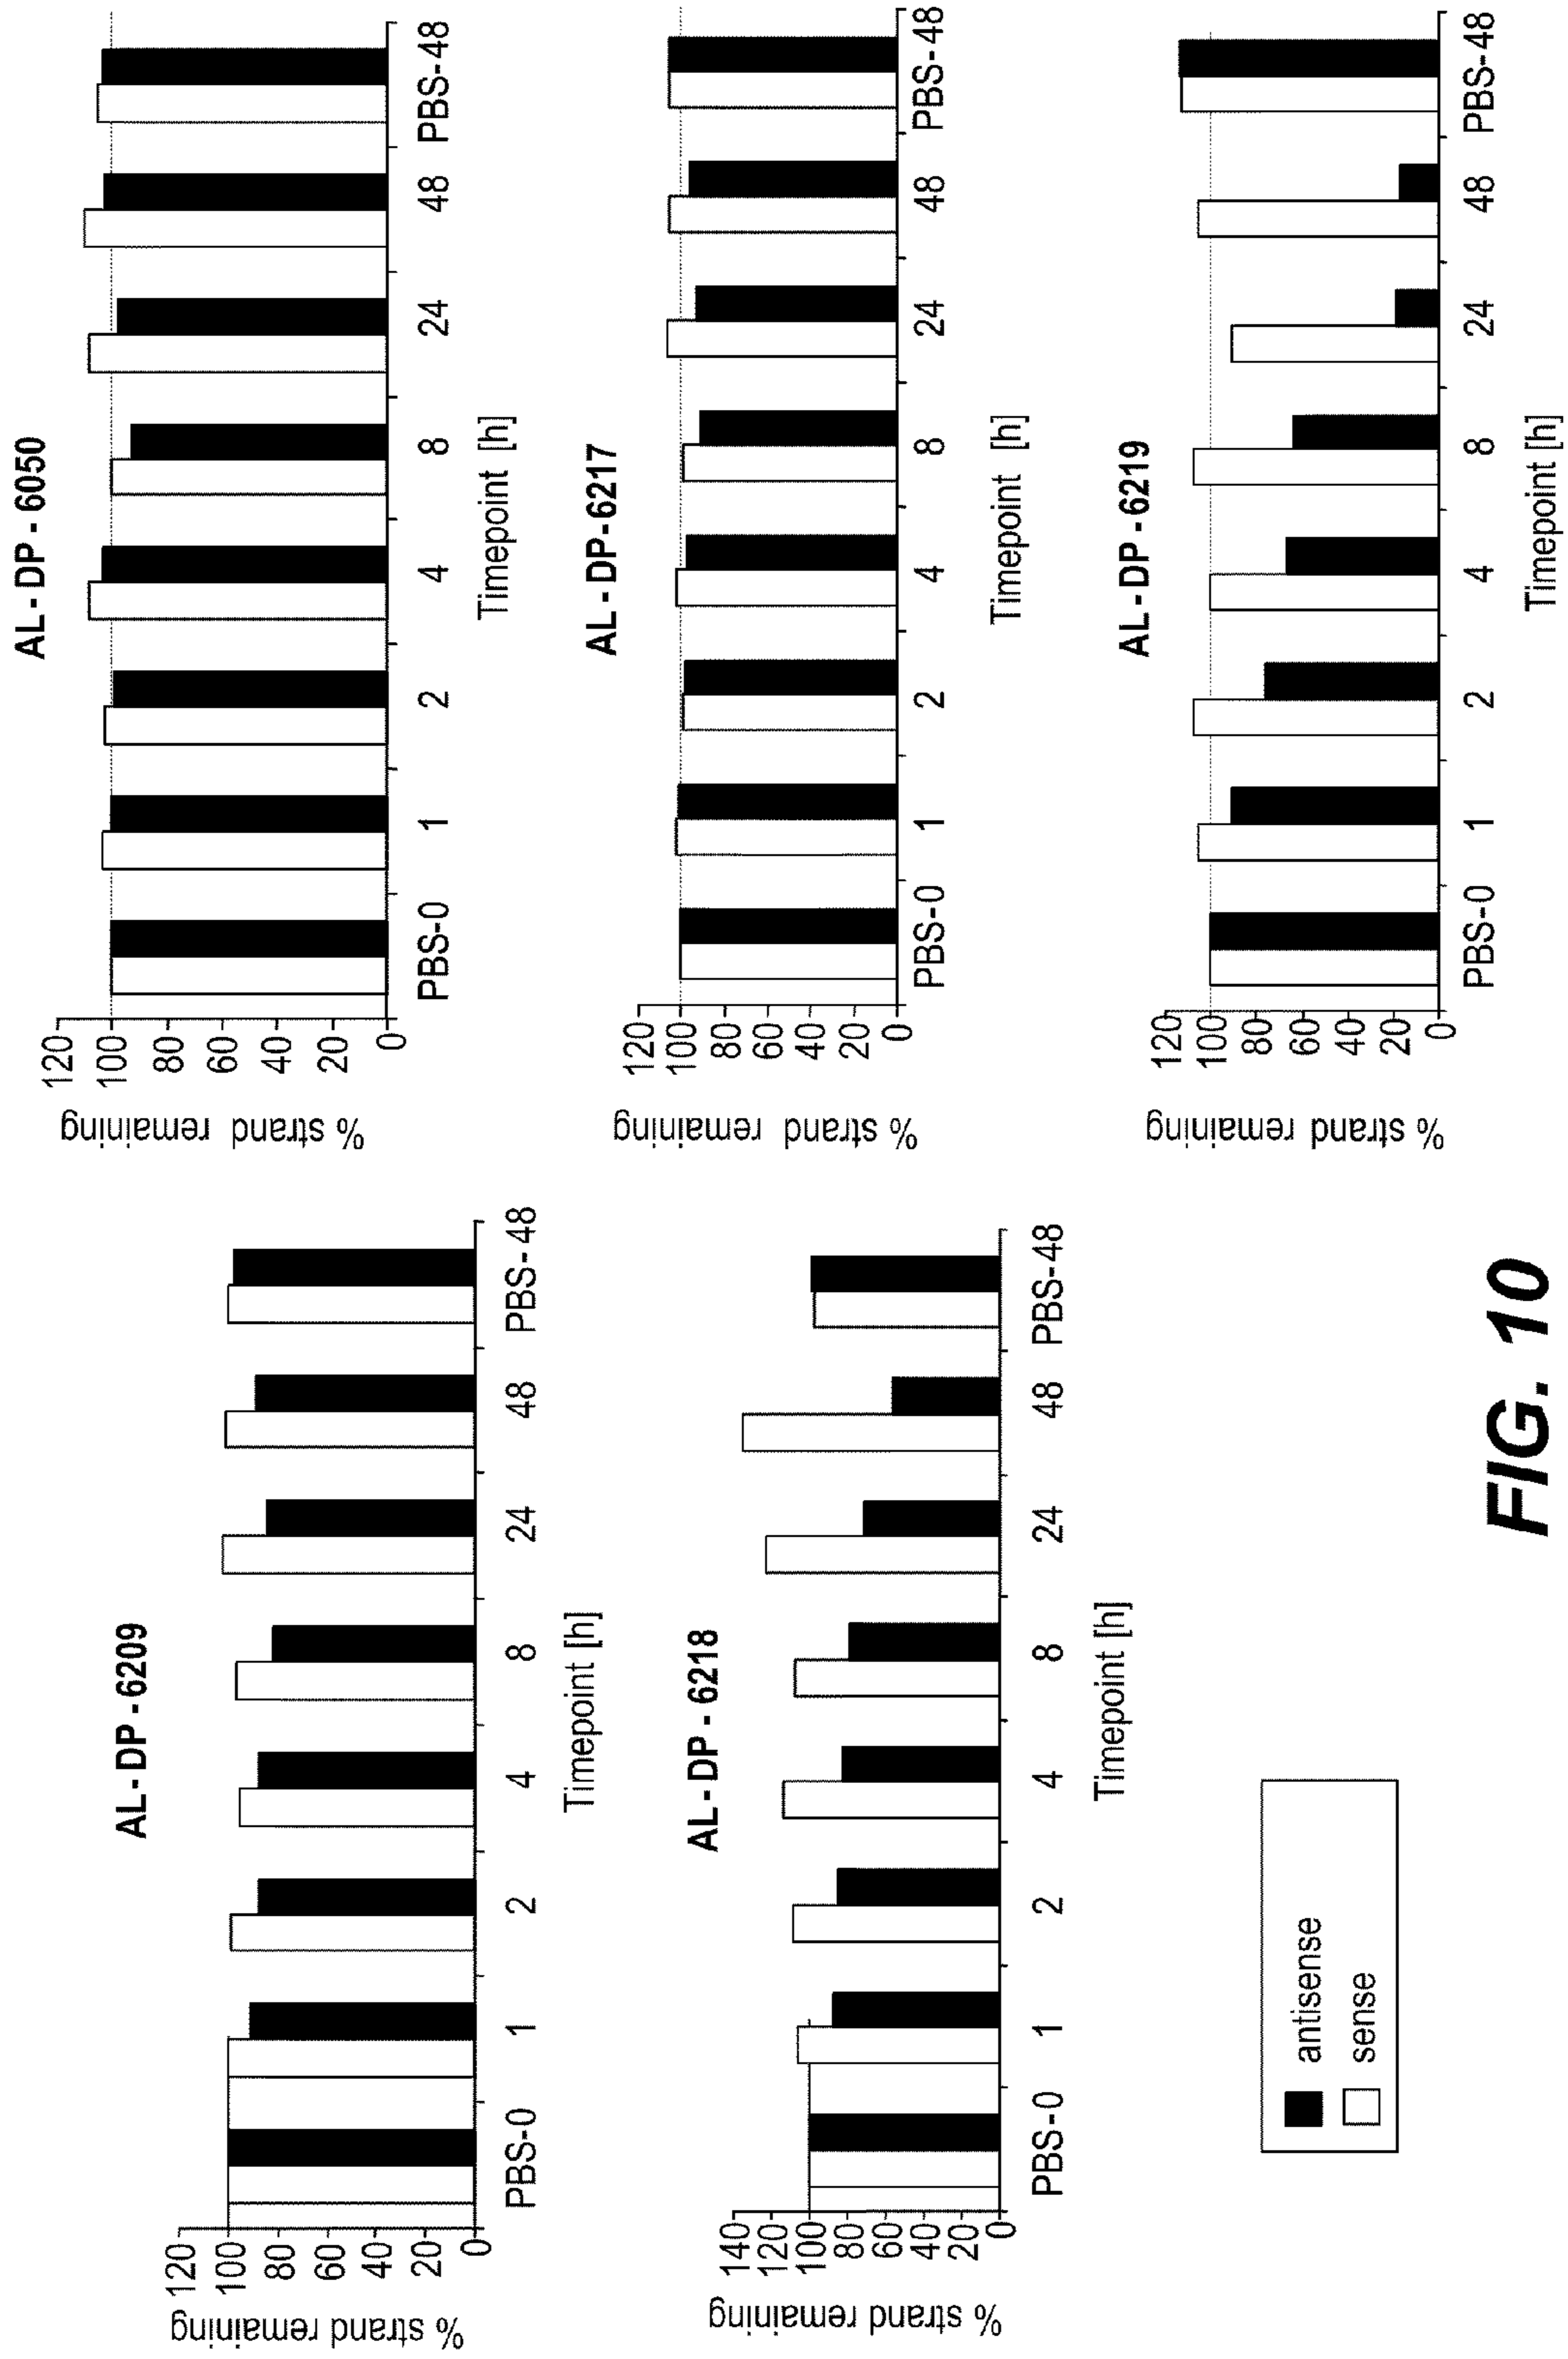 AL - DP - 6209
% strand remaining
120
100
80
60
40
20
0
PBS-0
1
2
4
8
24
48
PBS-48
Timepoint [h]
AL - DP - 6050
% strand remaining
120
100
80
60
40
20
0
PBS-0
1
2
4
8
24
48
PBS-48
Timepoint [h]
AL - DP - 6218
% strand remaining
140
120
100
80
60
40
20
0
PBS-0
1
2
4
8
24
48
PBS-48
Timepoint [h]
AL - DP - 6217
% strand remaining
120
100
80
60
40
20
0
PBS-0
1
2
4
8
24
48
PBS-48
Timepoint [h]
AL - DP - 6219
% strand remaining
120
100
80
60
40
20
0
PBS-0
1
2
4
8
24
48
PBS-48
Timepoint [h]
antisense
sense
FIG. 10